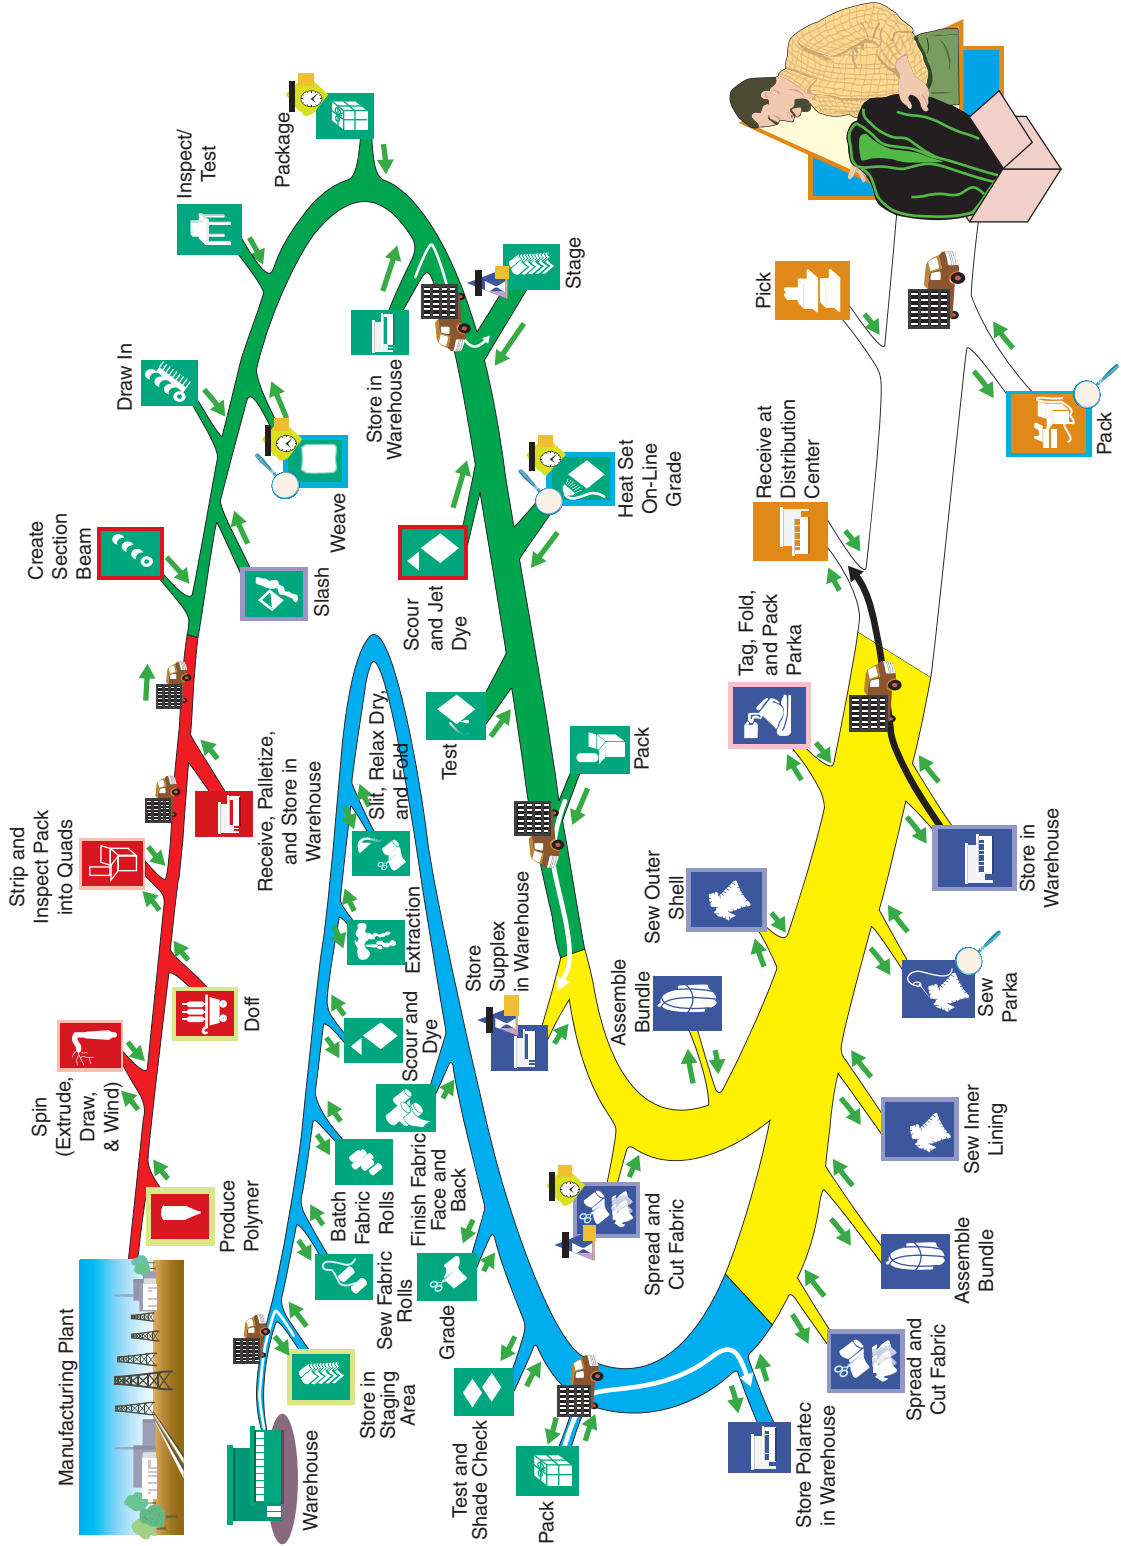 Manufacturing Plant
Produce
Polymer
Spin
(Extrude,
Draw,
& Wind)
Doff
Strip and
Inspect Pack
into Quads
Receive, Palletize,
and Store in
Warehouse
Create
Section
Beam
Slash
Draw In
Weave
Inspect/
Test
Package
Store in
Warehouse
Stage
Scour
and Jet
Dye
Heat Set
On-Line
Grade
Test
Pack
Store
Supplex
in Warehouse
Warehouse
Store in
Staging
Area
Sew Fabric
Rolls
Batch
Fabric
Rolls
Scour and
Dye
Extraction
Slit, Relax Dry,
and Fold
Finish Fabric
Face and
Back
Grade
Test and
Shade Check
Pack
Store Polartec
in Warehouse
Spread and
Cut Fabric
Assemble
Bundle
Sew Outer
Shell
Spread and
Cut Fabric
Assemble
Bundle
Sew Inner
Lining
Sew
Parka
Tag, Fold,
and Pack
Parka
Store in
Warehouse
Receive at
Distribution
Center
Pick
Pack